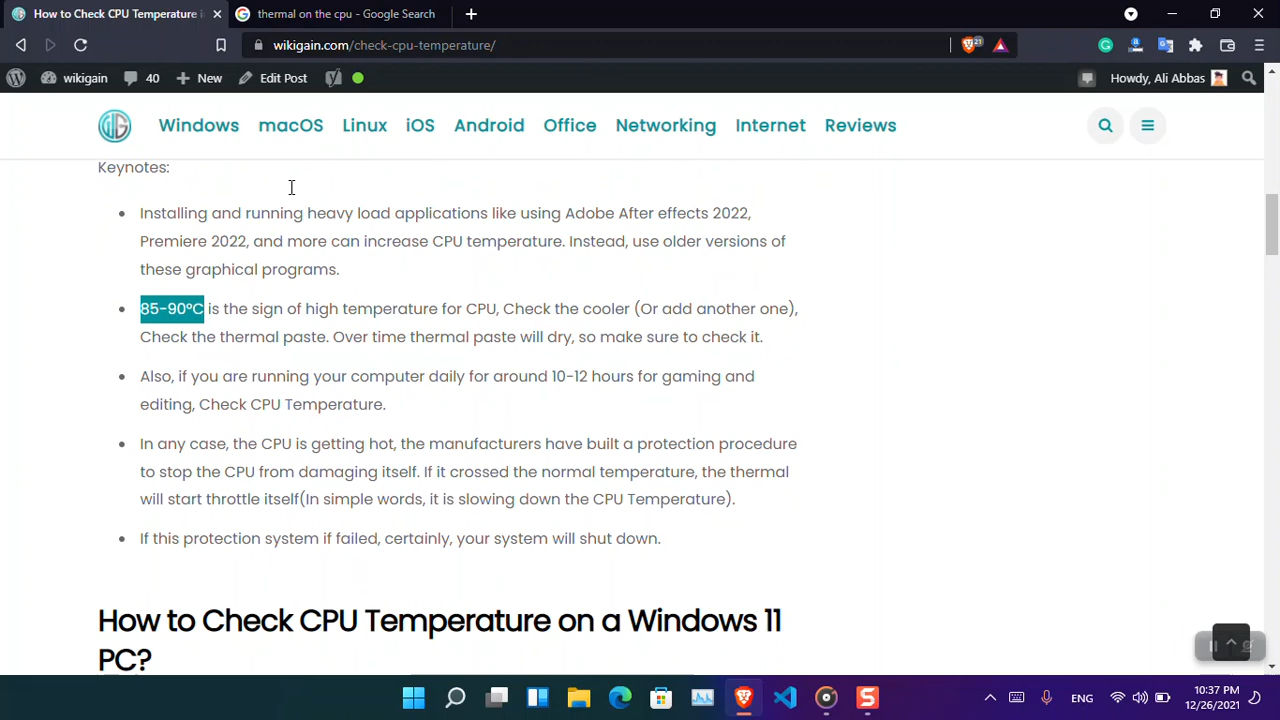 How to Check CPU Temperature i
thermal on the cpu - Google Search
wikigain.com/check-cpu-temperature/
21
wikigain
40
New
Edit Post
Howdy, Ali Abbas
Windows
macOS
Linux
iOS
Android
Office
Networking
Internet
Reviews
Keynotes:
Installing and running heavy load applications like using Adobe After effects 2022,
Premiere 2022, and more can increase CPU temperature. Instead, use older versions of
these graphical programs.
85-90°C is the sign of high temperature for CPU, Check the cooler (Or add another one),
Check the thermal paste. Over time thermal paste will dry, so make sure to check it.
Also, if you are running your computer daily for around 10-12 hours for gaming and
editing, Check CPU Temperature.
In any case, the CPU is getting hot, the manufacturers have built a protection procedure
to stop the CPU from damaging itself. If it crossed the normal temperature, the thermal
will start throttle itself(In simple words, it is slowing down the CPU Temperature).
If this protection system if failed, certainly, your system will shut down.
How to Check CPU Temperature on a Windows 11
PC?
ENG
10:37 PM
12/26/2021